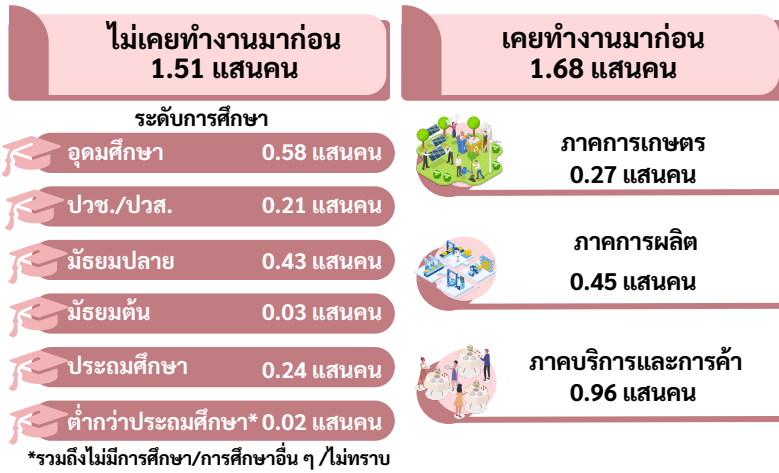 ไม่เคยทำงานมาก่อน
1.51 แสนคน
ระดับการศึกษา
อุดมศึกษา 0.58 แสนคน
ปวช./ปวส. 0.21 แสนคน
มัธยมปลาย 0.43 แสนคน
มัธยมต้น 0.03 แสนคน
ประถมศึกษา 0.24 แสนคน
ต่ำกว่าประถมศึกษา* 0.02 แสนคน
*รวมถึงไม่มีการศึกษา/การศึกษาอื่น ๆ /ไม่ทราบ
เคยทำงานมาก่อน
1.68 แสนคน
ภาคการเกษตร
0.27 แสนคน
ภาคการผลิต
0.45 แสนคน
ภาคบริการและการค้า
0.96 แสนคน